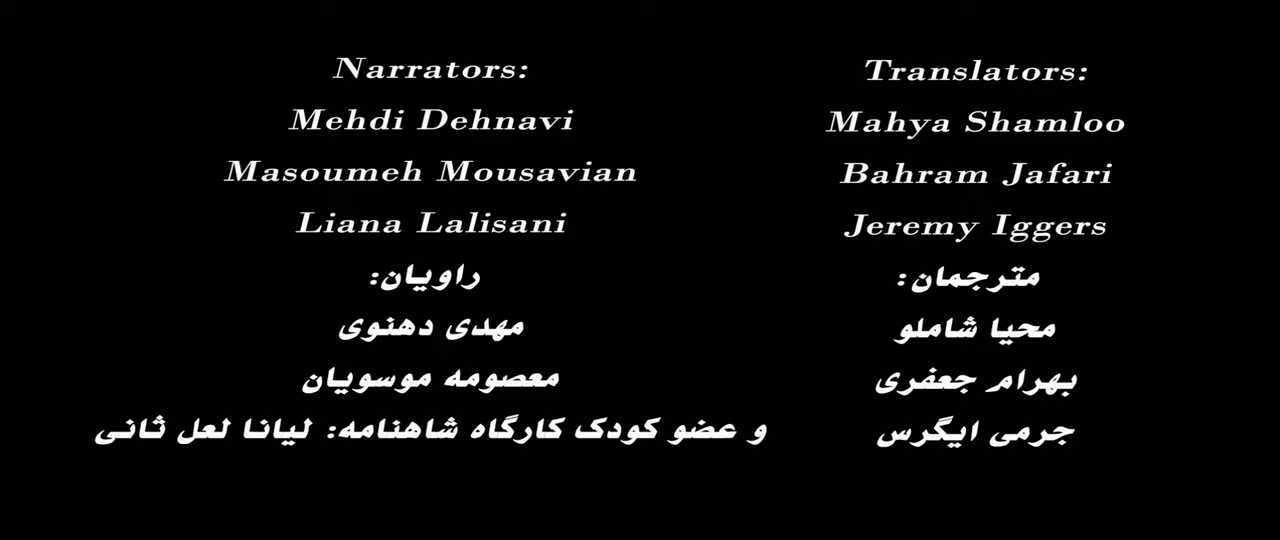 Narrators:
Mehdi Dehnavi
Masoumeh Mousavian
Liana Lalisani
راویان:
مهدی دهنوی
معصومه موسویان
و عضو کودک کارگاه شاهنامه: لیانا لعل ثانی
Translators:
Mahya Shamloo
Bahram Jafari
Jeremy Iggers
مترجمان:
محیا شاملو
بهرام جعفری
جرمی ایگرس